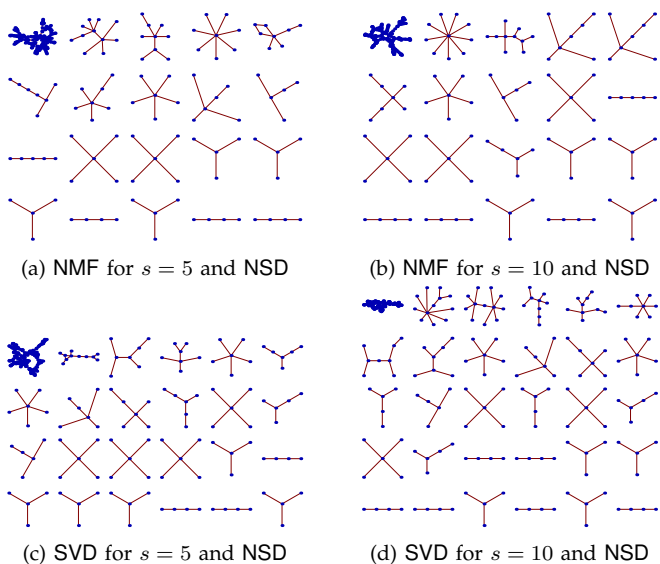 (a) NMF for s = 5 and NSD
(b) NMF for s = 10 and NSD
(c) SVD for s = 5 and NSD
(d) SVD for s = 10 and NSD